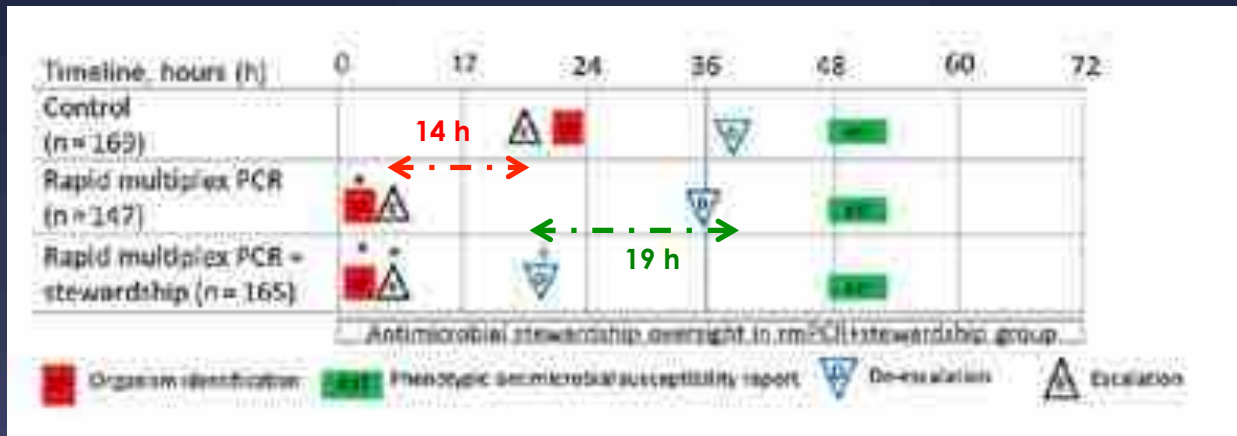 Timeline, hours (h) 0 12 24 36 48 60 72
Control
(n = 169)
14 h
Rapid multiplex PCR
(n = 147)
19 h
Rapid multiplex PCR +
stewardship (n = 165)
Antimicrobial stewardship oversight in rmPCR+stewardship group
Organism identification
Phenotypic antimicrobial susceptibility report
De-escalation
Escalation